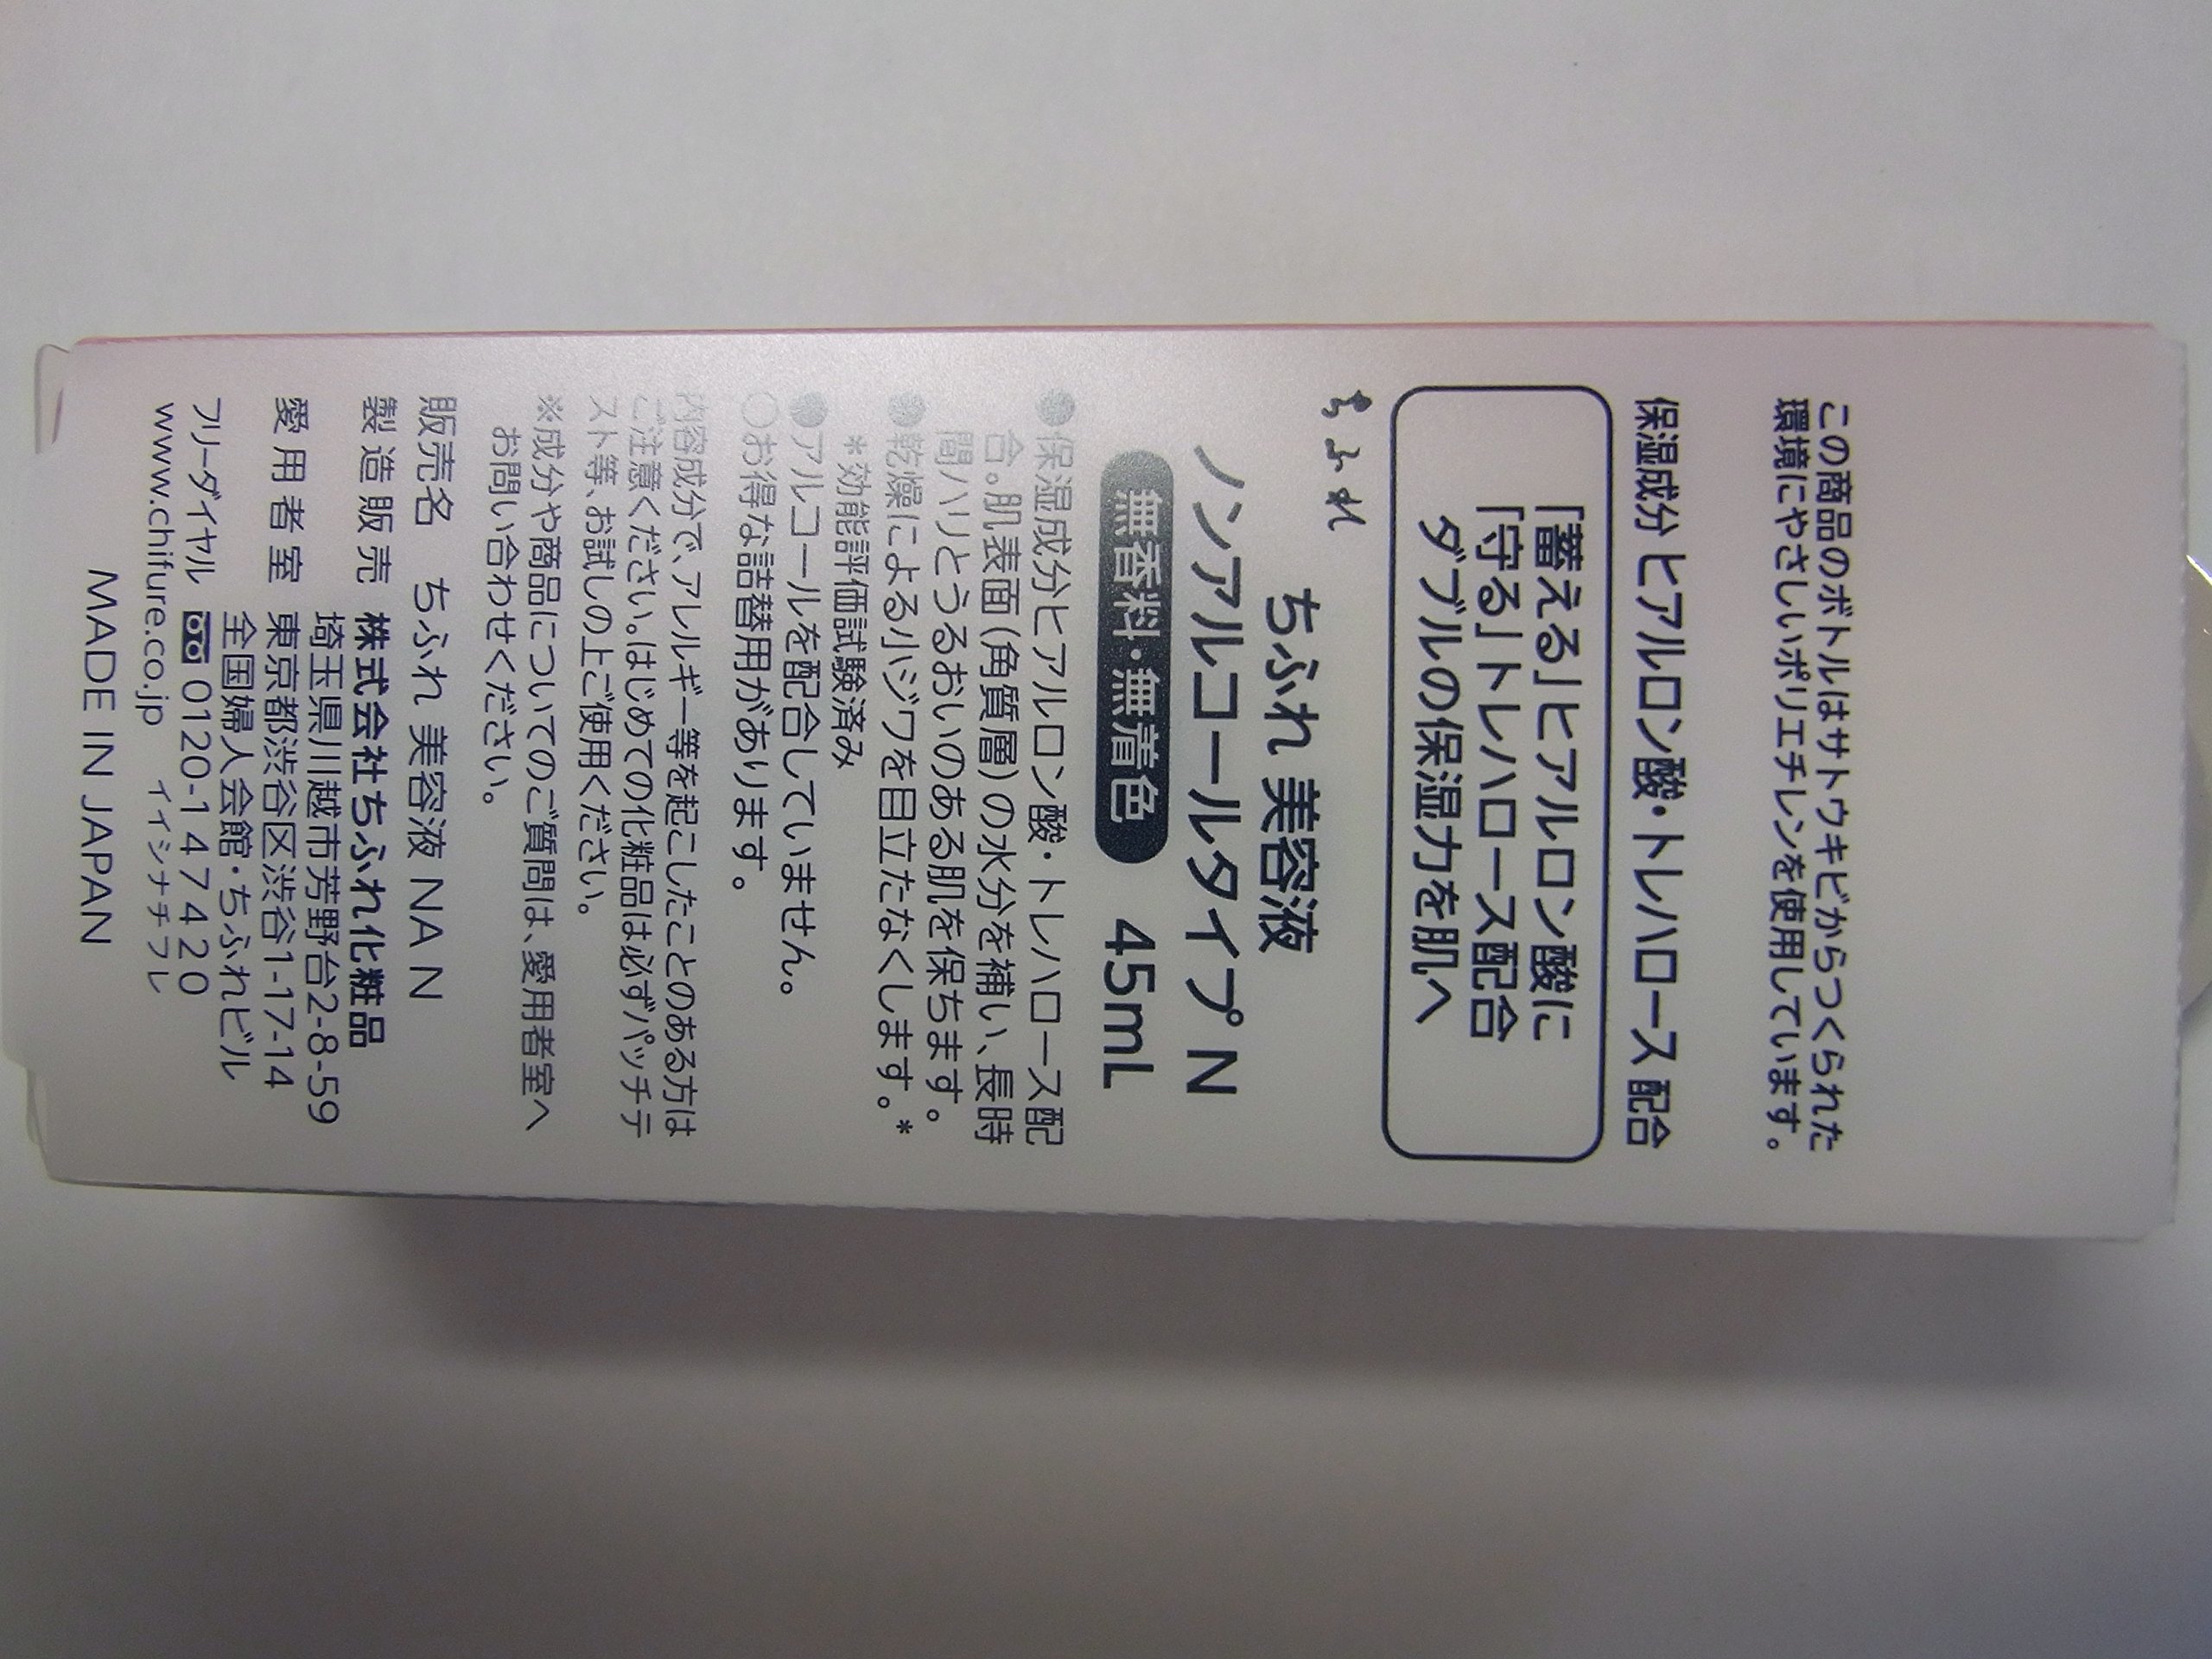 この商品のボトルはサトウキビからつくられた
環境にやさしいポリエチレンを使用しています。
保湿成分 ヒアルロン酸・トレハロース 配合
「蓄える」ヒアルロン酸に
「守る」トレハロース配合
ダブルの保湿力を肌へ
ちふれ
ちふれ 美容液
ノンアルコールタイプ N
無香料・無着色 45mL
●保湿成分ヒアルロン酸・トレハロース配
合。肌表面(角質層)の水分を補い、長時
間ハリとうるおいのある肌を保ちます。
●乾燥による小ジワを目立たなくします。*
*効能評価試験済み
●アルコールを配合していません。
○お得な詰替用があります。
内容成分で、アレルギー等を起こしたことのある方は
ご注意ください。はじめての化粧品は必ずパッチテ
スト等、お試しの上ご使用ください。
※成分や商品についてのご質問は、愛用者室へ
お問い合わせください。
販売名 ちふれ 美容液 NA N
製造販売 株式会社ちふれ化粧品
埼玉県川越市芳野台2-8-59
愛用者室 東京都渋谷区渋谷1-17-14
全国婦人会館・ちふれビル
フリーダイヤル 0120-147420
www.chifure.co.jp イイシナチフレ
MADE IN JAPAN